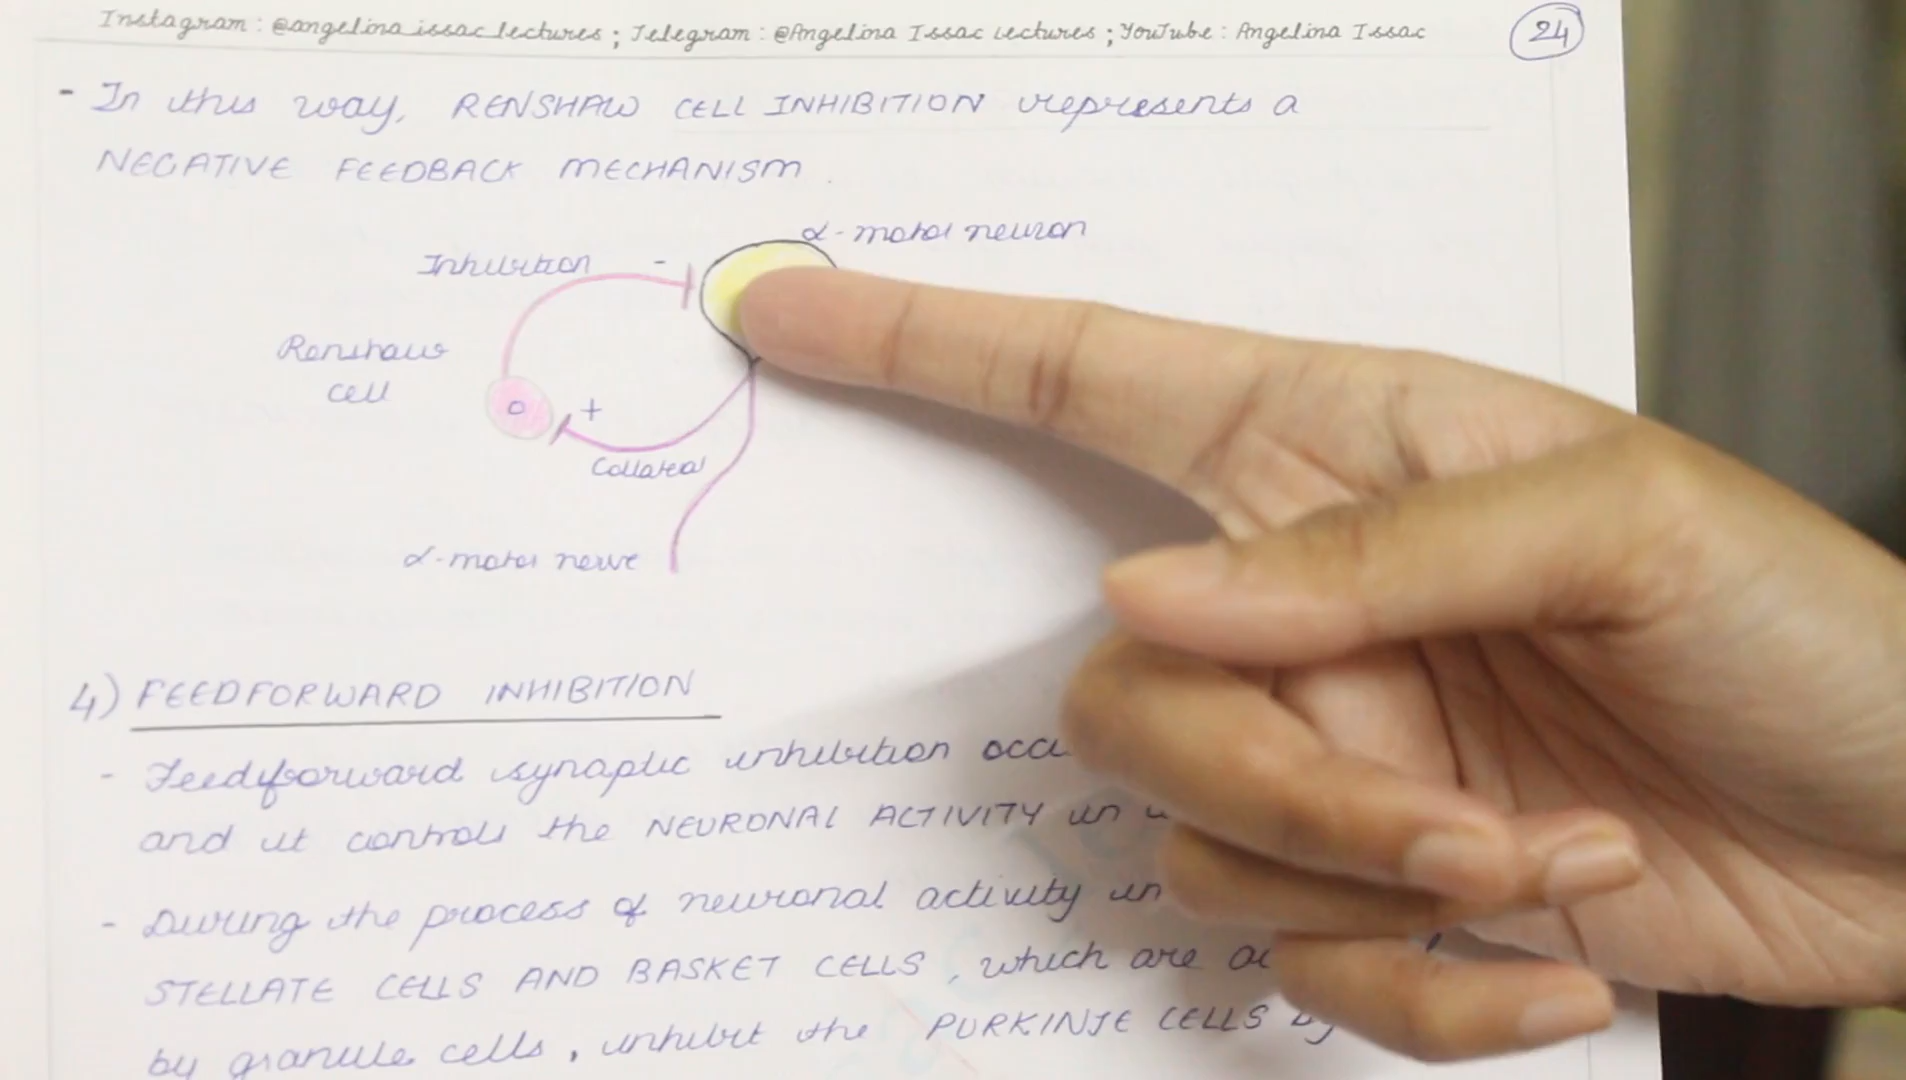 Instagram: @angelina issac lectures ; Telegram: @Angelina Issac Lectures ; YouTube: Angelina Issac
24
- In this way, RENSHAW CELL INHIBITION represents a
NEGATIVE FEEDBACK MECHANISM.
α-motor neuron
Inhibition -
Renshaw
cell
+
Collateral
α-motor nerve
4) FEEDFORWARD INHIBITION
- Feedforward synaptic inhibition
and it controls the NEURONAL ACTIVITY in
- During the process of neuronal activity in
STELLATE CELLS AND BASKET CELLS, which are
by granule cells, inhibit the PURKINJE CELLS